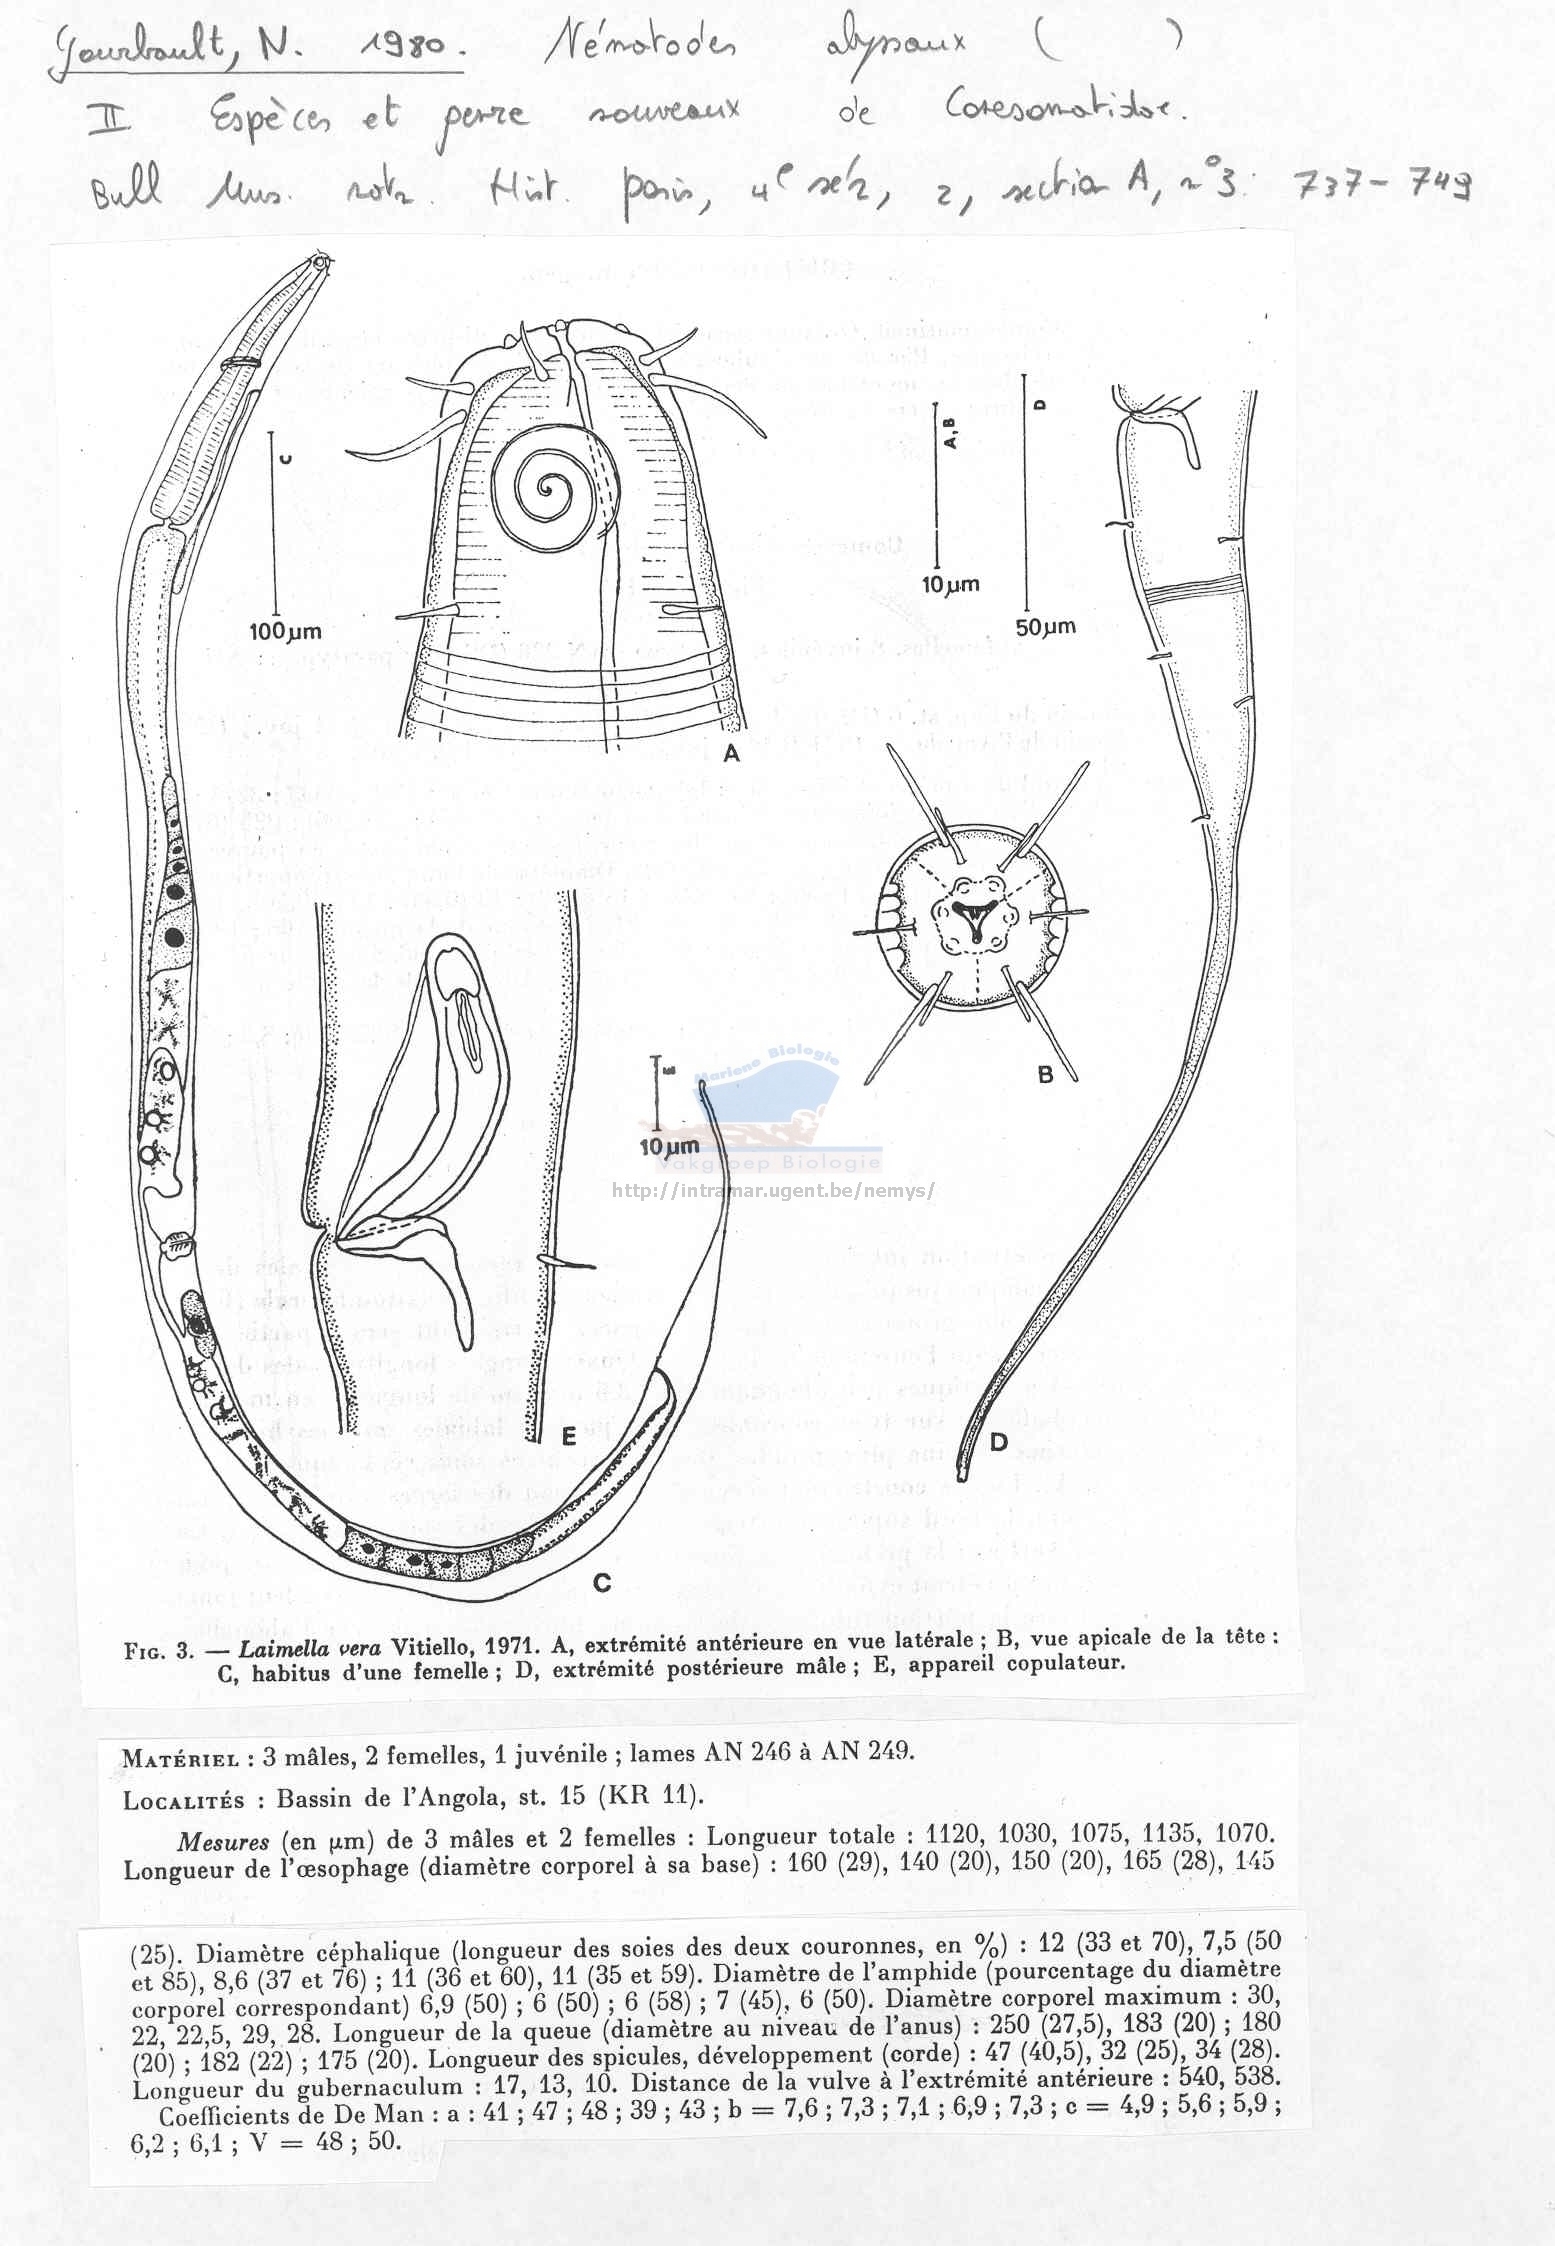 Gourbault, N. 1980. Nématodes abyssaux ( )
II Espèces et genre nouveaux de Comesomatidae.
Bull Mus. natn. Hist. paris, 4e sér, 2, section A, n°3: 737-749
C
100µm
A
A,B
10µm
D
50µm
B
E
10µm
Mariene Biologie
Vakgroep Biologie
http://intramar.ugent.be/nemys/
E
D
C
FIG. 3. — Laimella vera Vitiello, 1971. A, extrémité antérieure en vue latérale ; B, vue apicale de la tête :
C, habitus d'une femelle ; D, extrémité postérieure mâle ; E, appareil copulateur.
MATÉRIEL : 3 mâles, 2 femelles, 1 juvénile ; lames AN 246 à AN 249.
LOCALITÉS : Bassin de l'Angola, st. 15 (KR 11).
Mesures (en µm) de 3 mâles et 2 femelles : Longueur totale : 1120, 1030, 1075, 1135, 1070.
Longueur de l'œsophage (diamètre corporel à sa base) : 160 (29), 140 (20), 150 (20), 165 (28), 145
(25). Diamètre céphalique (longueur des soies des deux couronnes, en %) : 12 (33 et 70), 7,5 (50
et 85), 8,6 (37 et 76) ; 11 (36 et 60), 11 (35 et 59). Diamètre de l'amphide (pourcentage du diamètre
corporel correspondant) 6,9 (50) ; 6 (50) ; 6 (58) ; 7 (45), 6 (50). Diamètre corporel maximum : 30,
22, 22,5, 29, 28. Longueur de la queue (diamètre au niveau de l'anus) : 250 (27,5), 183 (20) ; 180
(20) ; 182 (22) ; 175 (20). Longueur des spicules, développement (corde) : 47 (40,5), 32 (25), 34 (28).
Longueur du gubernaculum : 17, 13, 10. Distance de la vulve à l'extrémité antérieure : 540, 538.
Coefficients de De Man : a : 41 ; 47 ; 48 ; 39 ; 43 ; b = 7,6 ; 7,3 ; 7,1 ; 6,9 ; 7,3 ; c = 4,9 ; 5,6 ; 5,9 ;
6,2 ; 6,1 ; V = 48 ; 50.